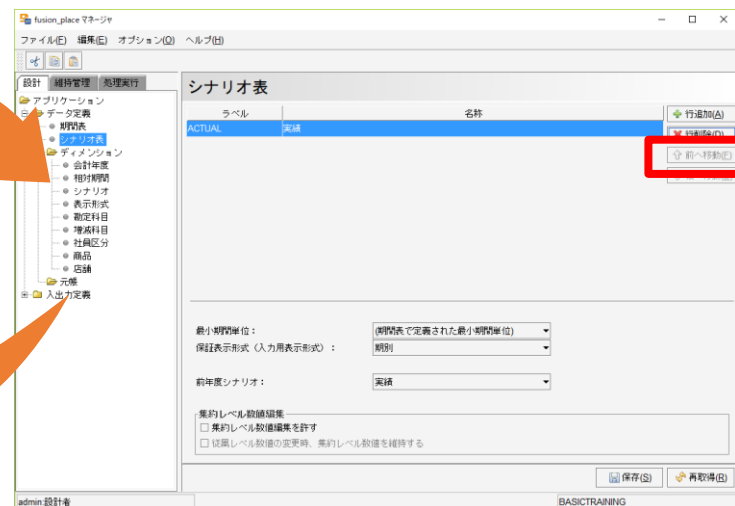 fusion_place マネージャ
ファイル(F) 編集(E) オプション(O) ヘルプ(H)
設計 維持管理 処理実行
アプリケーション
データ定義
期間表
シナリオ表
ディメンション
会計年度
相対期間
シナリオ
表示形式
勘定科目
増減科目
社員区分
商品
店舗
元帳
入出力定義
シナリオ表
ラベル 名称
ACTUAL 実績
行追加(A)
行削除(D)
前へ移動(F)
最小期間単位： (期間表で定義された最小期間単位)
保証表示形式（入力用表示形式）： 期別
前年度シナリオ： 実績
集約レベル数値編集
集約レベル数値編集を許す
従属レベル数値の変更時、集約レベル数値を維持する
保存(S) 再取得(R)
admin:設計者 BASICTRAINING